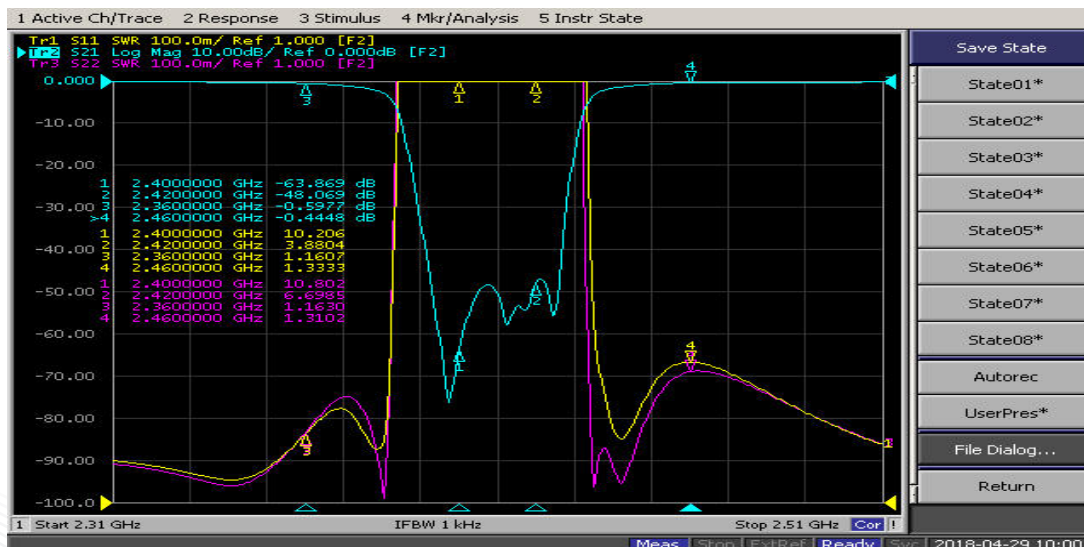 1 Active Ch/Trace 2 Response 3 Stimulus 4 Mkr/Analysis 5 Instr State
Tr1 S11 SWR 100.0m/ Ref 1.000 [F2]
Tr2 S21 Log Mag 10.00dB/ Ref 0.000dB [F2]
Tr3 S22 SWR 100.0m/ Ref 1.000 [F2]
0.000
-10.00
-20.00
-30.00
-40.00
-50.00
-60.00
-70.00
-80.00
-90.00
-100.0
1 2.4000000 GHz -63.869 dB
2 2.4200000 GHz -48.069 dB
3 2.3600000 GHz -0.5977 dB
>4 2.4600000 GHz -0.4448 dB
1 2.4000000 GHz 10.206
2 2.4200000 GHz 3.8804
3 2.3600000 GHz 1.1607
4 2.4600000 GHz 1.3333
1 2.4000000 GHz 10.802
2 2.4200000 GHz 6.6985
3 2.3600000 GHz 1.1630
4 2.4600000 GHz 1.3102
3
1
2
4
1
2
4
3
1
1 Start 2.31 GHz IFBW 1 kHz Stop 2.51 GHz Cor !
Save State
State01*
State02*
State03*
State04*
State05*
State06*
State07*
State08*
Autorec
UserPres*
File Dialog...
Return
Meas Stop ExtRef Ready Svc 2018-04-29 10:00